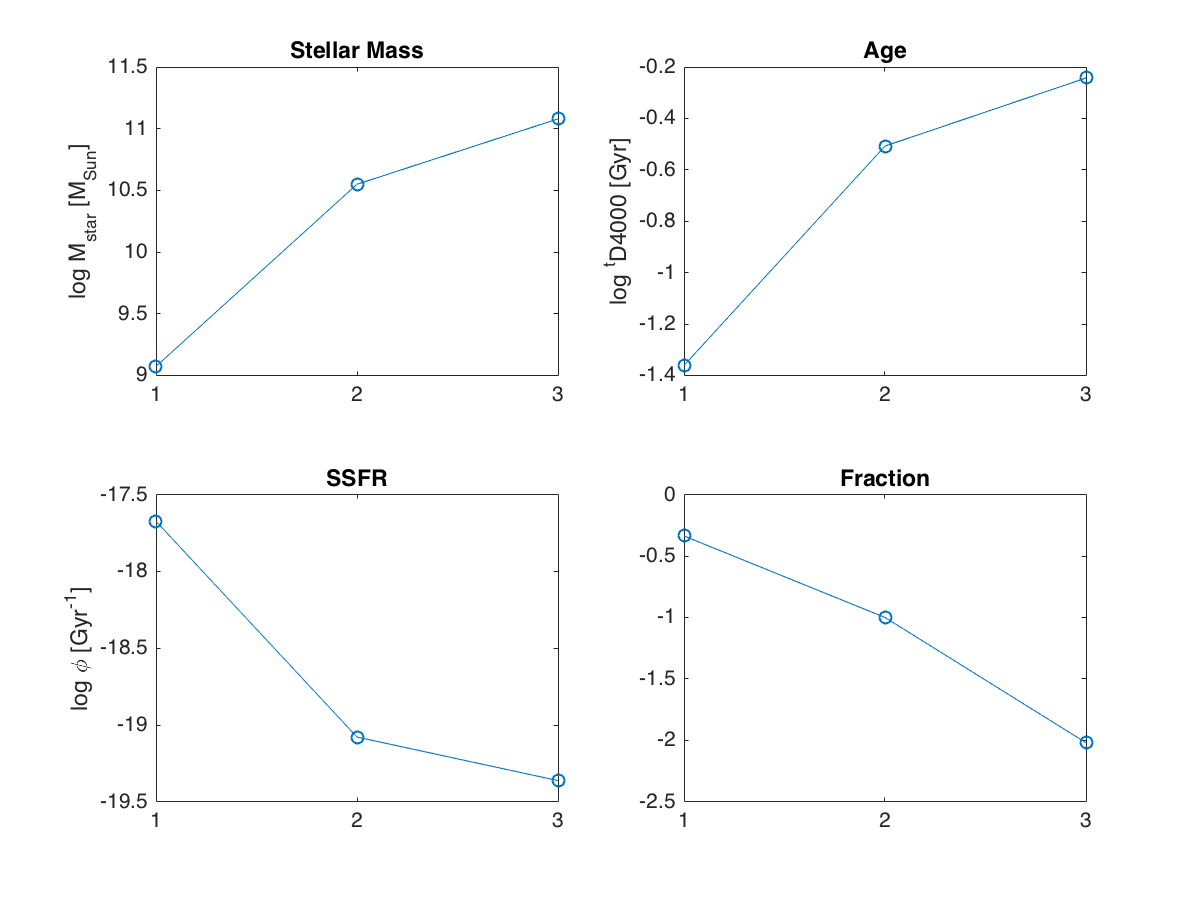 Stellar Mass
log M_star [M_Sun]
11.5
11
10.5
10
9.5
9
1 2 3
Age
log ^tD4000 [Gyr]
-0.2
-0.4
-0.6
-0.8
-1
-1.2
-1.4
1 2 3
SSFR
log ϕ [Gyr^-1]
-17.5
-18
-18.5
-19
-19.5
1 2 3
Fraction
0
-0.5
-1
-1.5
-2
-2.5
1 2 3